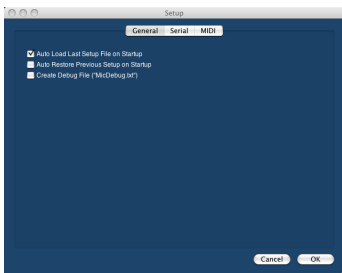 Setup
General Serial MIDI
Auto Load Last Setup File on Startup
Auto Restore Previous Setup on Startup
Create Debug File ("MicDebug.txt")
Cancel OK